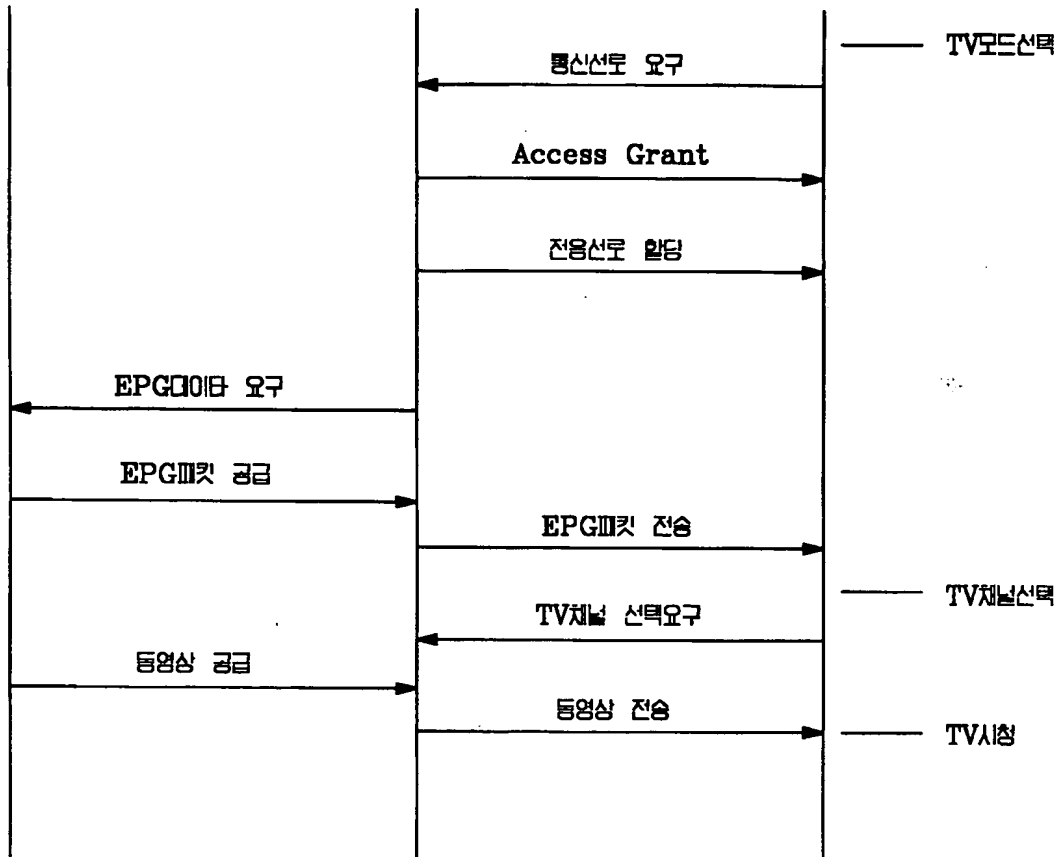 TV모드선택
통신선로 요구
Access Grant
전용선로 할당
EPG데이타 요구
EPG패킷 공급
EPG패킷 전송
TV채널선택
TV채널 선택요구
동영상 공급
동영상 전송
TV시청